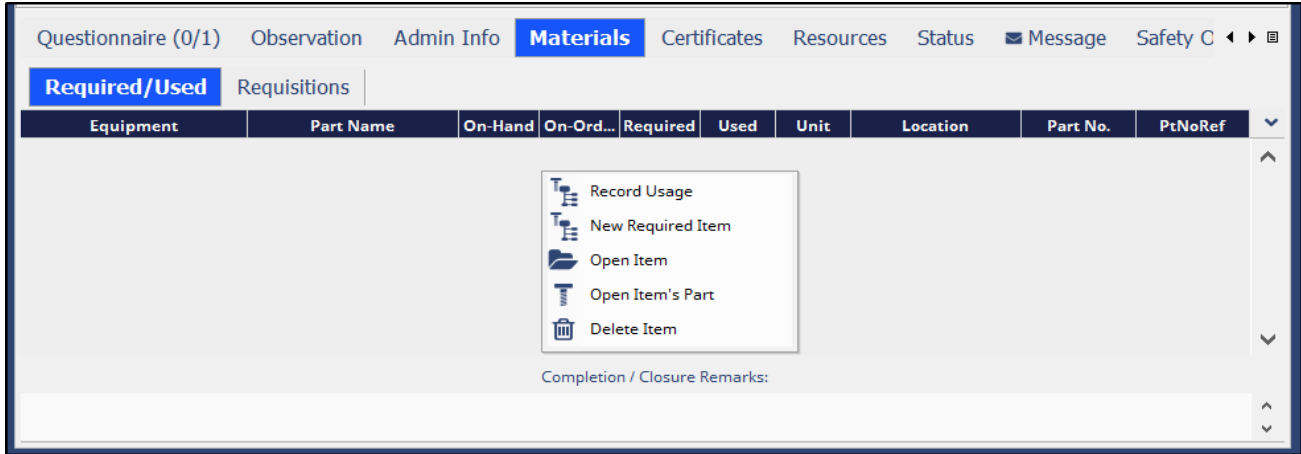 Questionnaire (0/1) Observation Admin Info Materials Certificates Resources Status Message Safety O
Required/Used Requisitions
Equipment Part Name On-Hand On-Ord... Required Used Unit Location Part No. PtNoRef
Record Usage
New Required Item
Open Item
Open Item's Part
Delete Item
Completion / Closure Remarks: